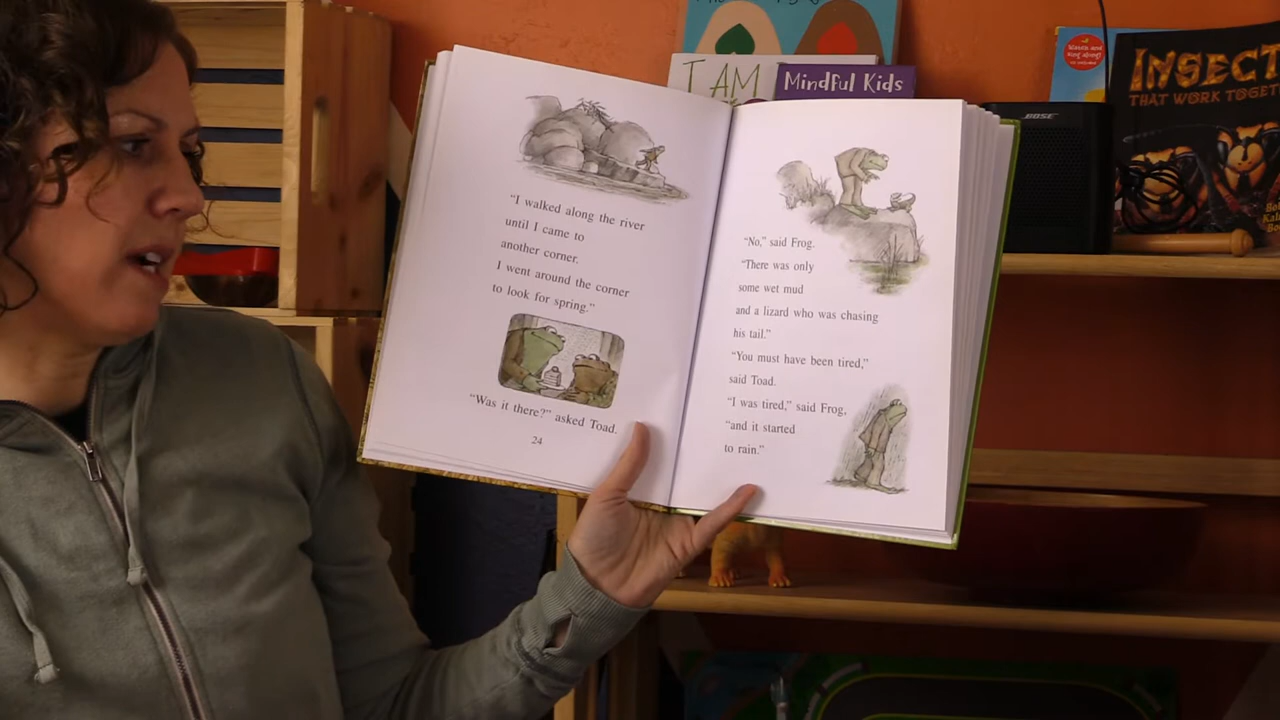 I AM
Mindful Kids
BOSE
INSECT
THAT WORK TOGET
"I walked along the river
until I came to
another corner.
I went around the corner
to look for spring."
"Was it there?" asked Toad.
24
"No," said Frog.
"There was only
some wet mud
and a lizard who was chasing
his tail."
"You must have been tired,"
said Toad.
"I was tired," said Frog,
"and it started
to rain."